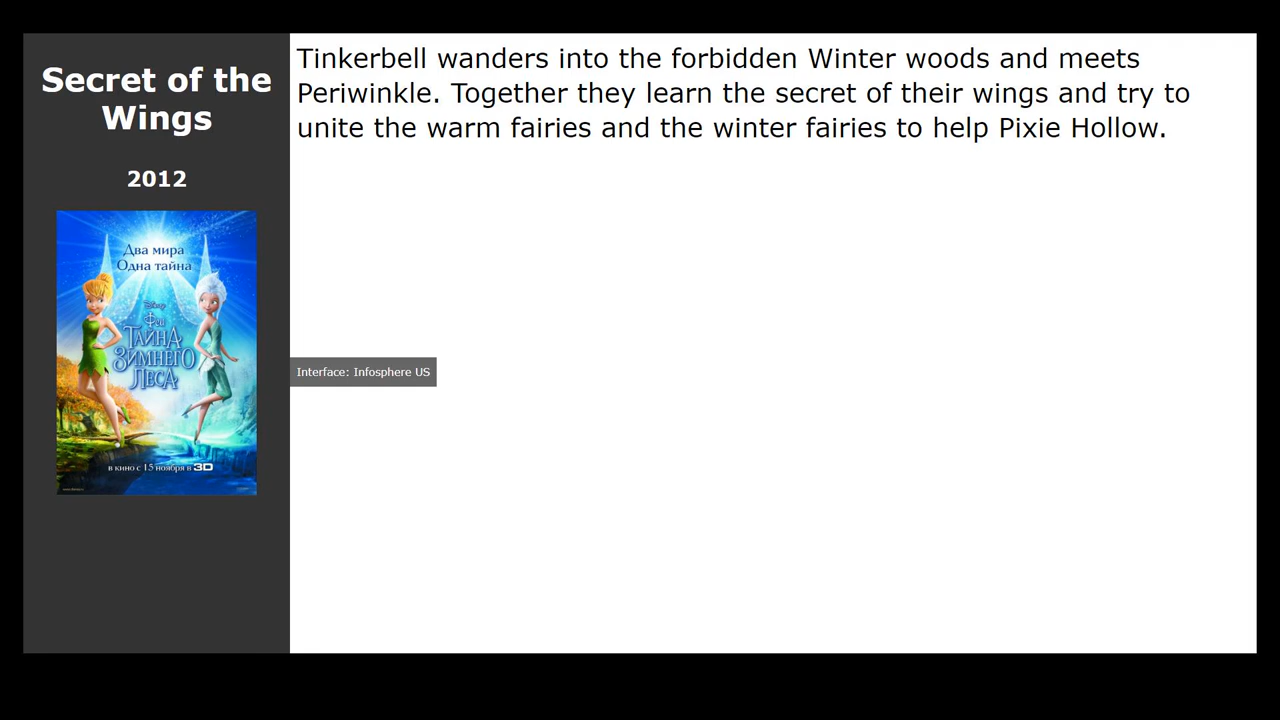 Secret of the
Wings
2012
Два мира
Одна тайна
Disney
Феи
ТАЙНА
ЗИМНЕГО
ЛЕСА
в кино с 15 ноября в 3D
Tinkerbell wanders into the forbidden Winter woods and meets
Periwinkle. Together they learn the secret of their wings and try to
unite the warm fairies and the winter fairies to help Pixie Hollow.
Interface: Infosphere US